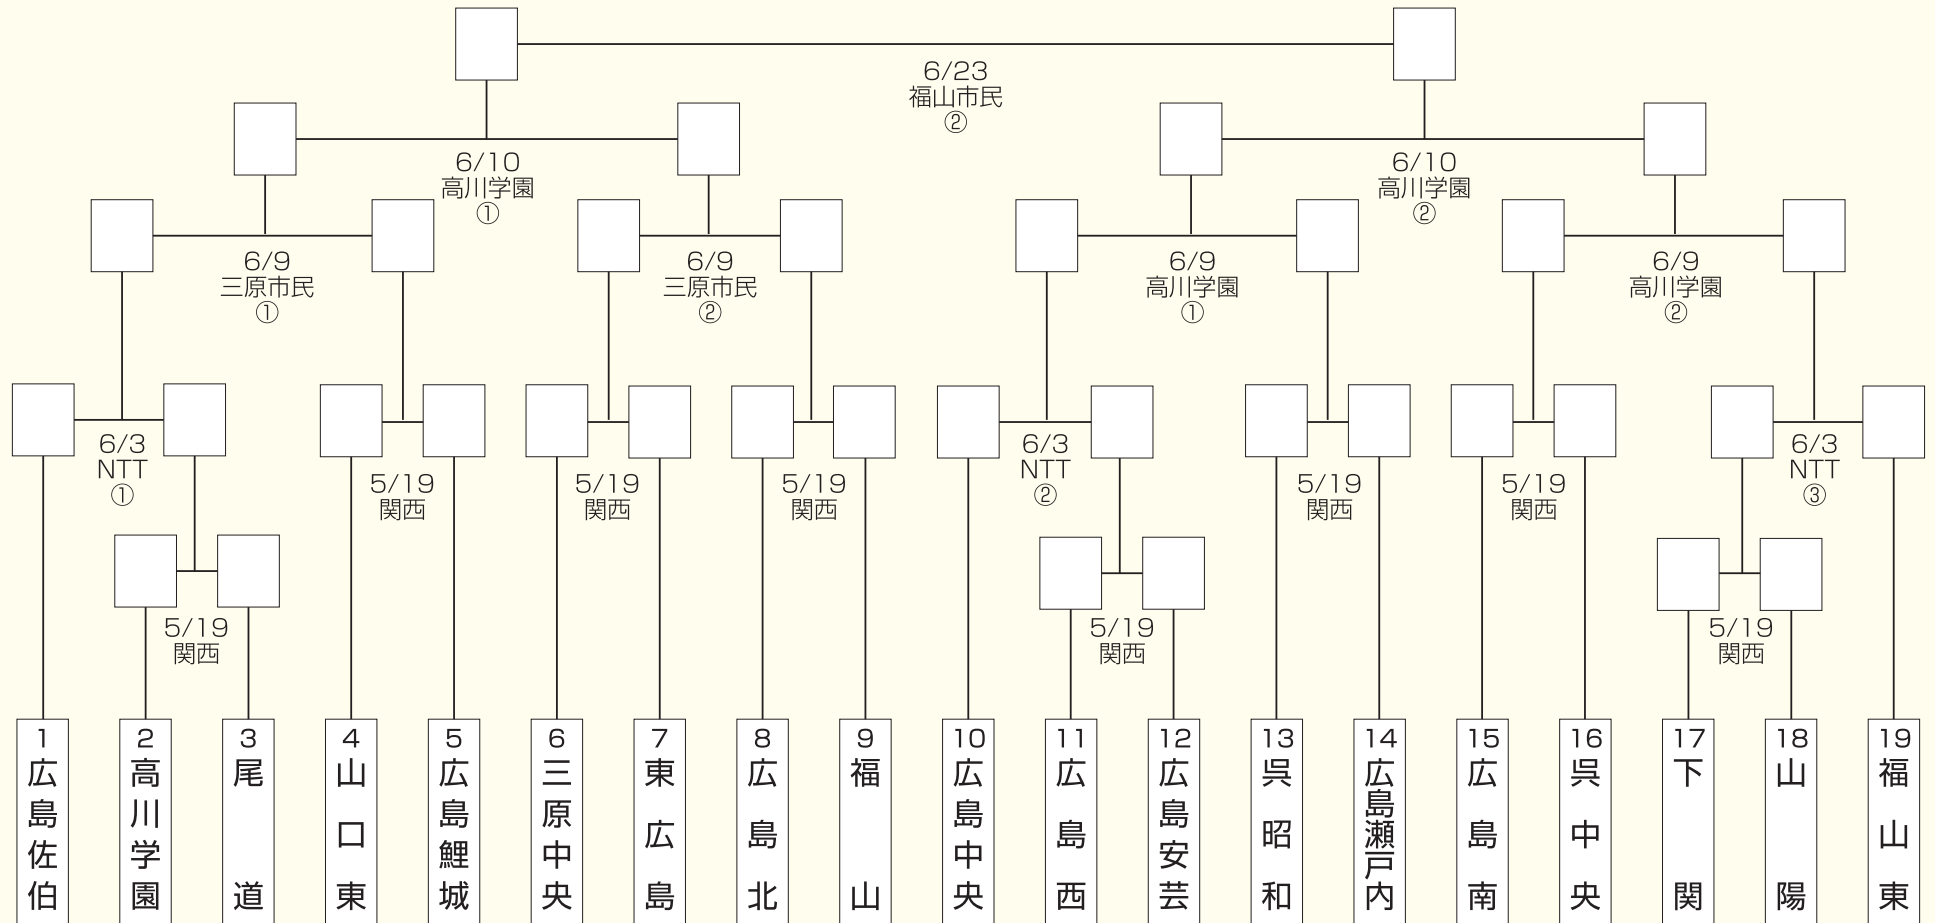 6/23
福山市民
②
6/10
高川学園
①
6/10
高川学園
②
6/9
三原市民
①
6/9
三原市民
②
6/9
高川学園
①
6/9
高川学園
②
6/3
NTT
①
5/19
関西
5/19
関西
5/19
関西
6/3
NTT
②
5/19
関西
5/19
関西
6/3
NTT
③
5/19
関西
5/19
関西
5/19
関西
1 広島佐伯
2 高川学園
3 尾道
4 山口東
5 広島鯉城
6 三原中央
7 東広島
8 広島北
9 福山
10 広島中央
11 広島西
12 広島安芸
13 呉昭和
14 広島瀬戸内
15 広島南
16 呉中央
17 下関
18 山陽
19 福山東